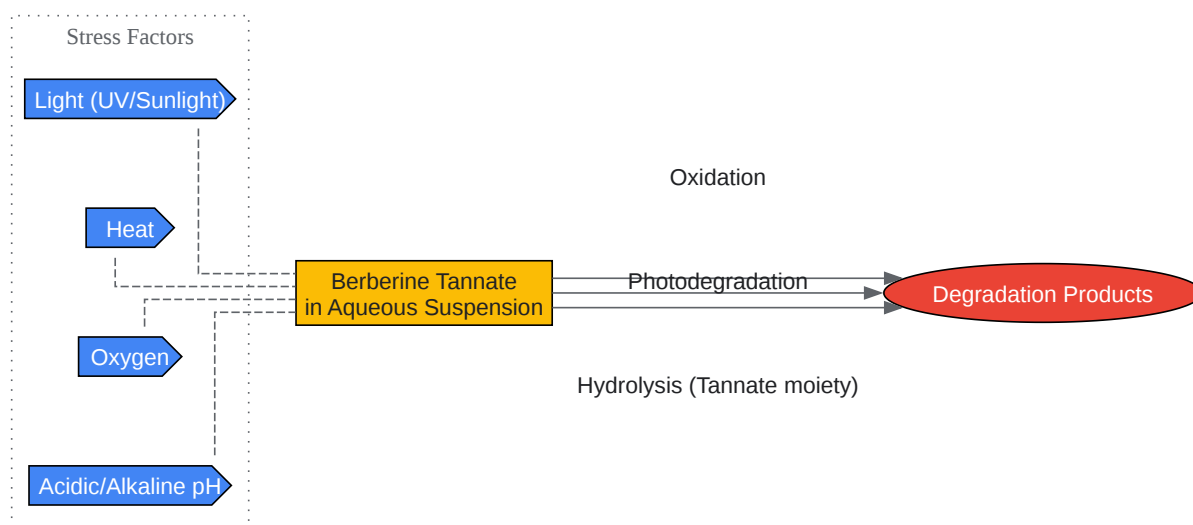 Stress Factors
Light (UV/Sunlight)
Heat
Oxygen
Acidic/Alkaline pH
Berberine Tannate
in Aqueous Suspension
Oxidation
Photodegradation
Hydrolysis (Tannate moiety)
Degradation Products